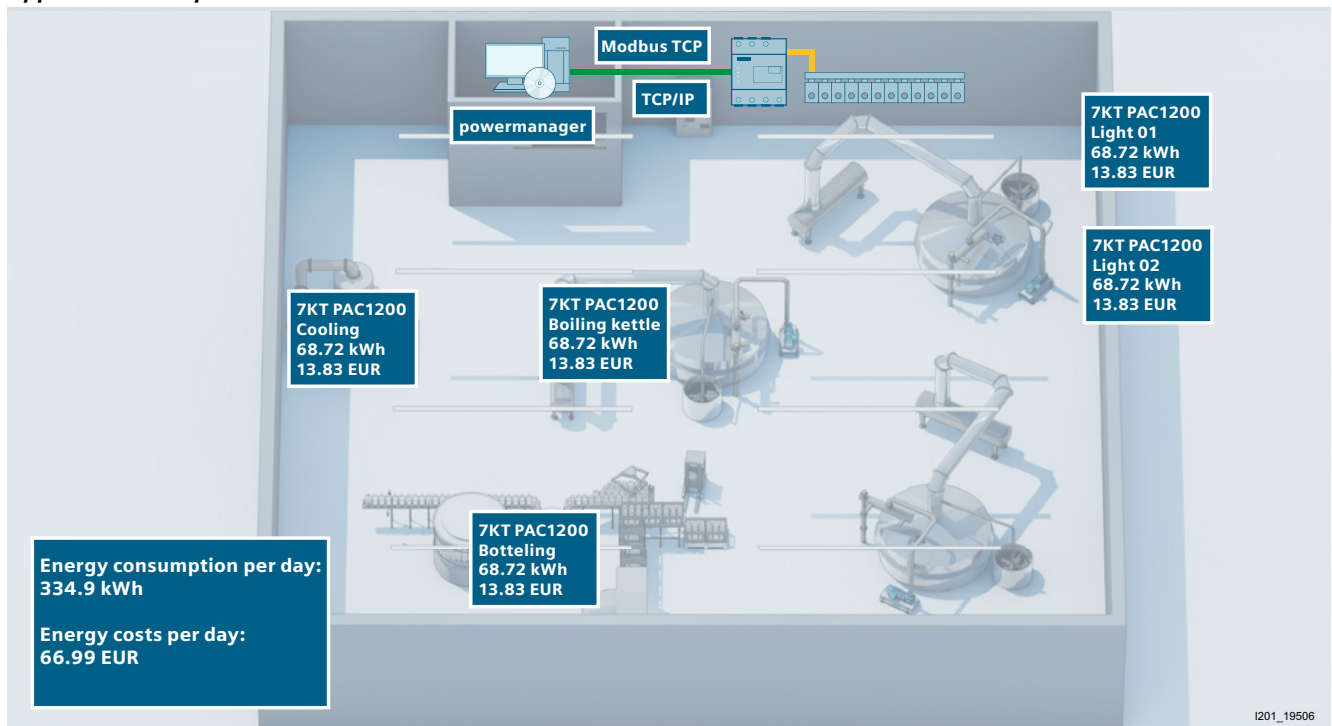 Modbus TCP
TCP/IP
powermanager
7KT PAC1200
Light 01
68.72 kWh
13.83 EUR
7KT PAC1200
Light 02
68.72 kWh
13.83 EUR
7KT PAC1200
Cooling
68.72 kWh
13.83 EUR
7KT PAC1200
Boiling kettle
68.72 kWh
13.83 EUR
7KT PAC1200
Botteling
68.72 kWh
13.83 EUR
Energy consumption per day:
334.9 kWh
Energy costs per day:
66.99 EUR
I201_19506